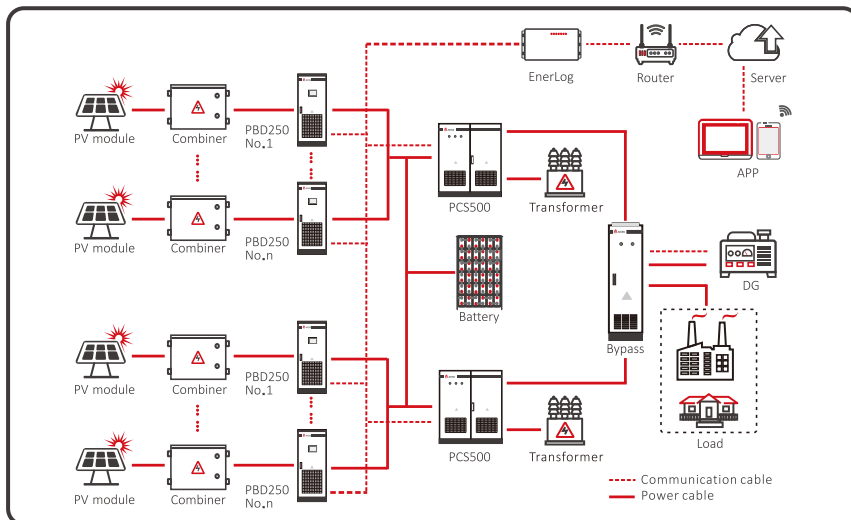 EnerLog
Router
Server
APP
PV module
Combiner
PBD250
No.1
PCS500
Transformer
PV module
Combiner
PBD250
No.n
Battery
DG
Bypass
PV module
Combiner
PBD250
No.1
PCS500
Transformer
Load
PV module
Combiner
PBD250
No.n
Communication cable
Power cable